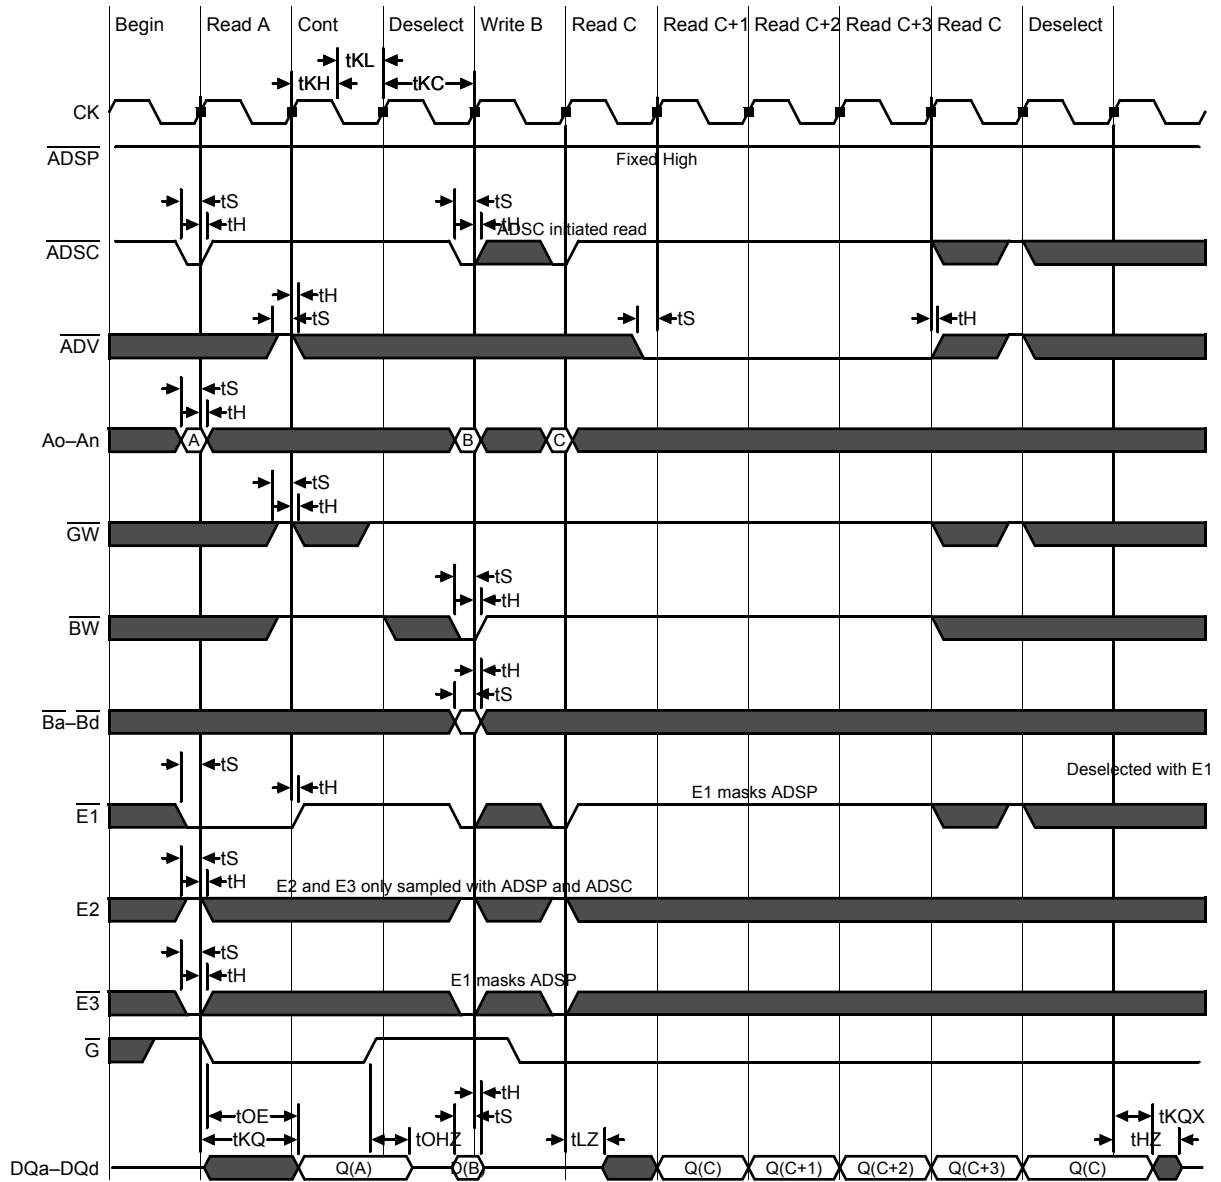 Begin Read A Cont Deselect Write B Read C Read C+1 Read C+2 Read C+3 Read C Deselect
tKL
tKH tKC
CK
ADSP Fixed High
tS tS
tH tH
ADSC ADSC initiated read
tH
tS tS tH
ADV
tS
tH
Ao–An A B C
tS
tH
GW
tS
tH
BW
tH
tS
Ba–Bd
tS Deselected with E1
tH
E1 E1 masks ADSP
tS
tH
E2 and E3 only sampled with ADSP and ADSC
E2
tS
tH E1 masks ADSP
E3
G
tH
tOE tS tKQX
tKQ tOHZ tLZ tHZ
DQa–DQd Q(A) D(B) Q(C) Q(C+1) Q(C+2) Q(C+3) Q(C)